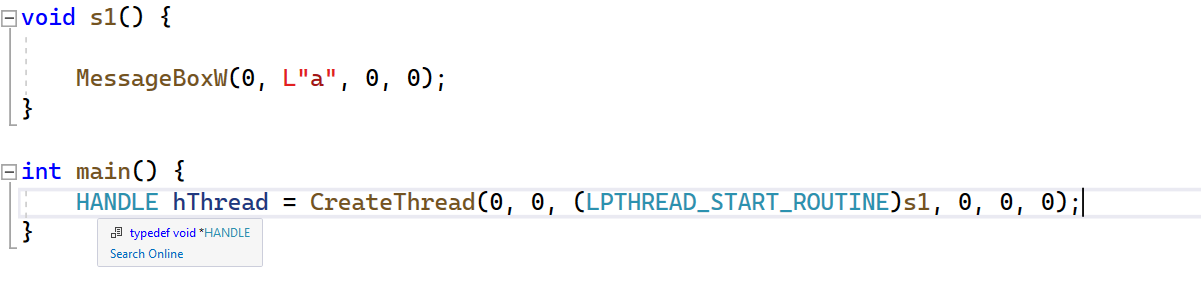 void s1() {
MessageBoxW(0, L"a", 0, 0);
}
int main() {
HANDLE hThread = CreateThread(0, 0, (LPTHREAD_START_ROUTINE)s1, 0, 0, 0);
}
typedef void *HANDLE
Search Online